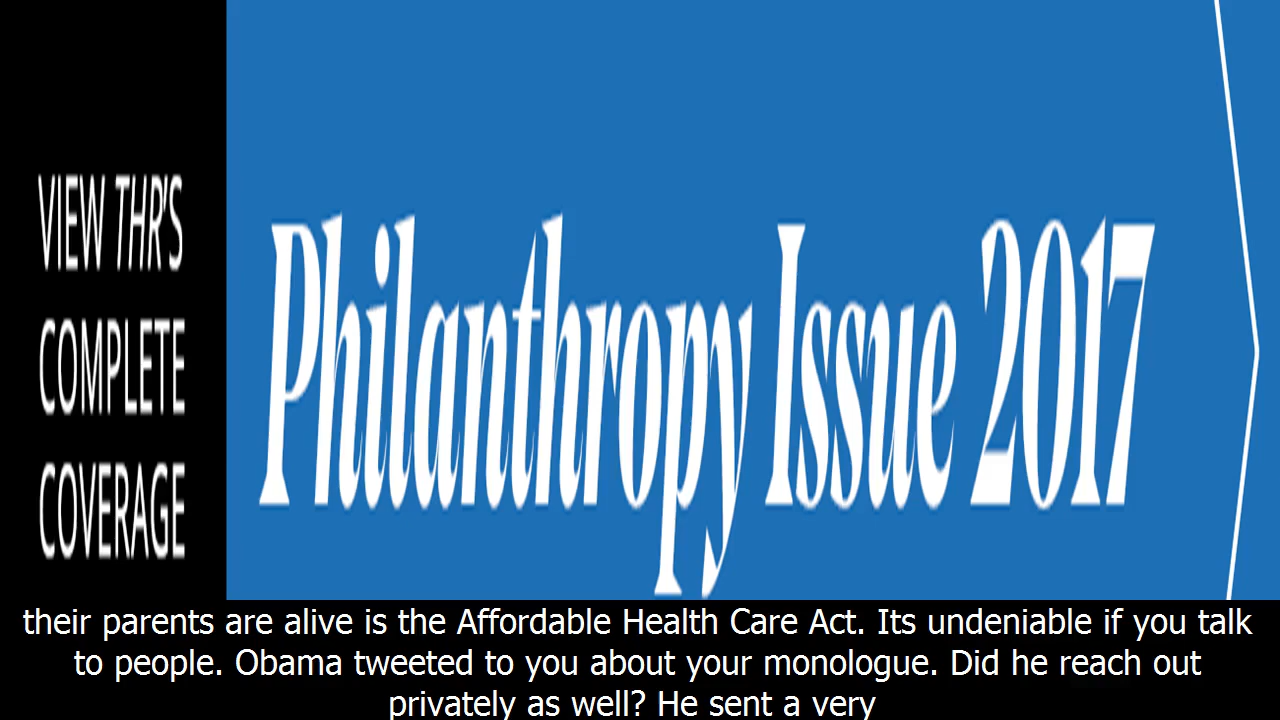 VIEW THR'S
COMPLETE
COVERAGE
Philanthropy Issue 2017
their parents are alive is the Affordable Health Care Act. Its undeniable if you talk
to people. Obama tweeted to you about your monologue. Did he reach out
privately as well? He sent a very